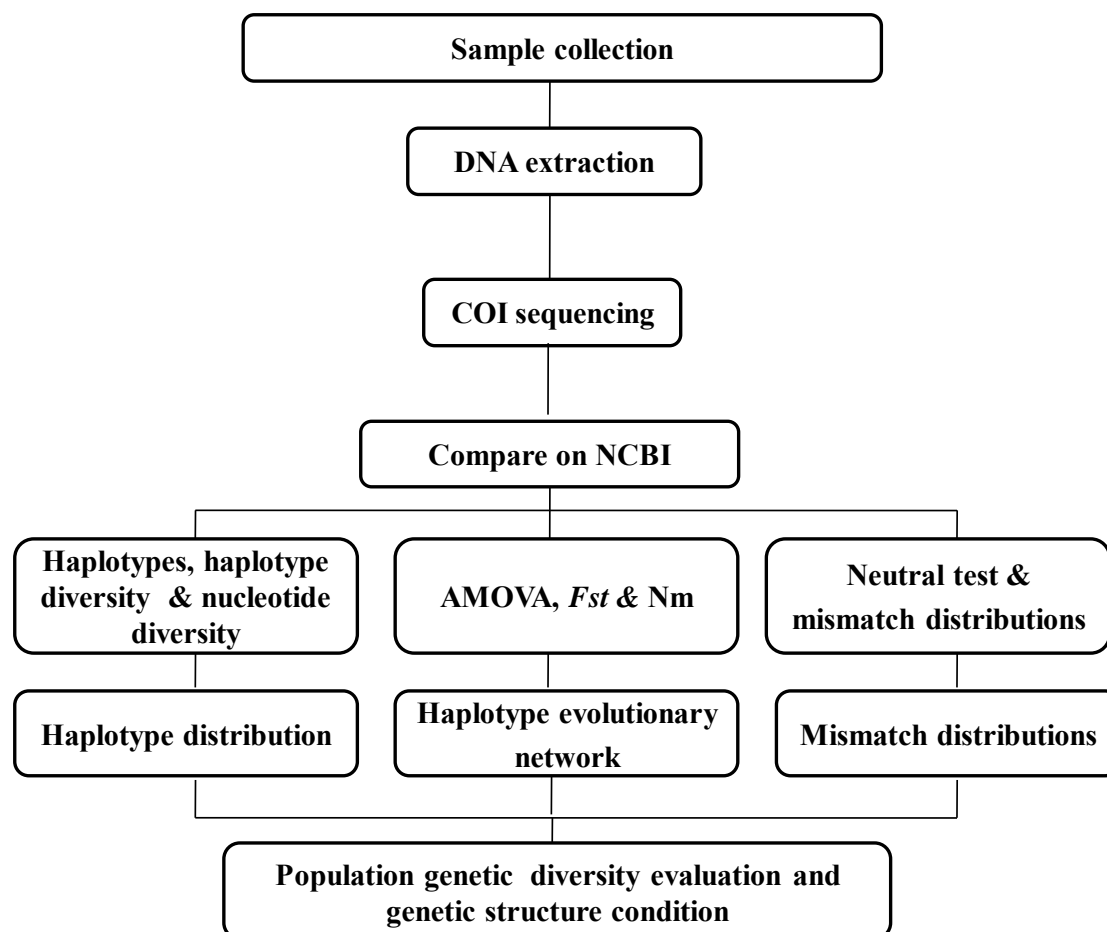 Sample collection
DNA extraction
COI sequencing
Compare on NCBI
Haplotypes, haplotype
diversity & nucleotide
diversity
AMOVA, Fst & Nm
Neutral test &
mismatch distributions
Haplotype distribution
Haplotype evolutionary
network
Mismatch distributions
Population genetic diversity evaluation and
genetic structure condition